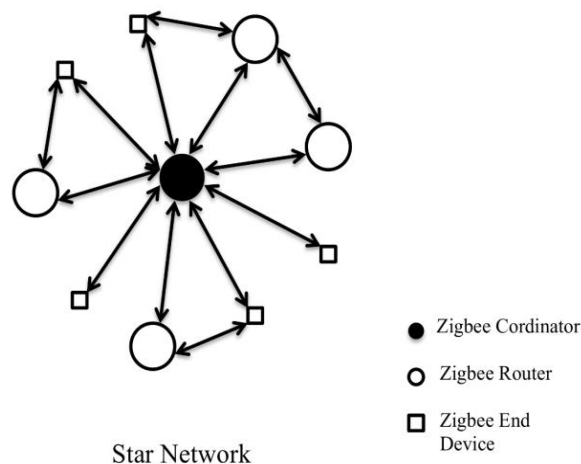 Zigbee Cordinator
Zigbee Router
Zigbee End
Device
Star Network